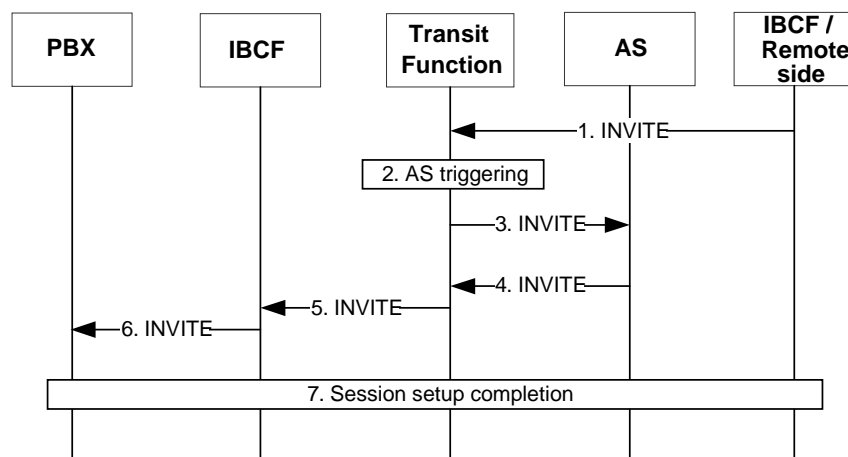 PBX
IBCF
Transit
Function
AS
IBCF /
Remote
side
1. INVITE
2. AS triggering
3. INVITE
4. INVITE
5. INVITE
6. INVITE
7. Session setup completion